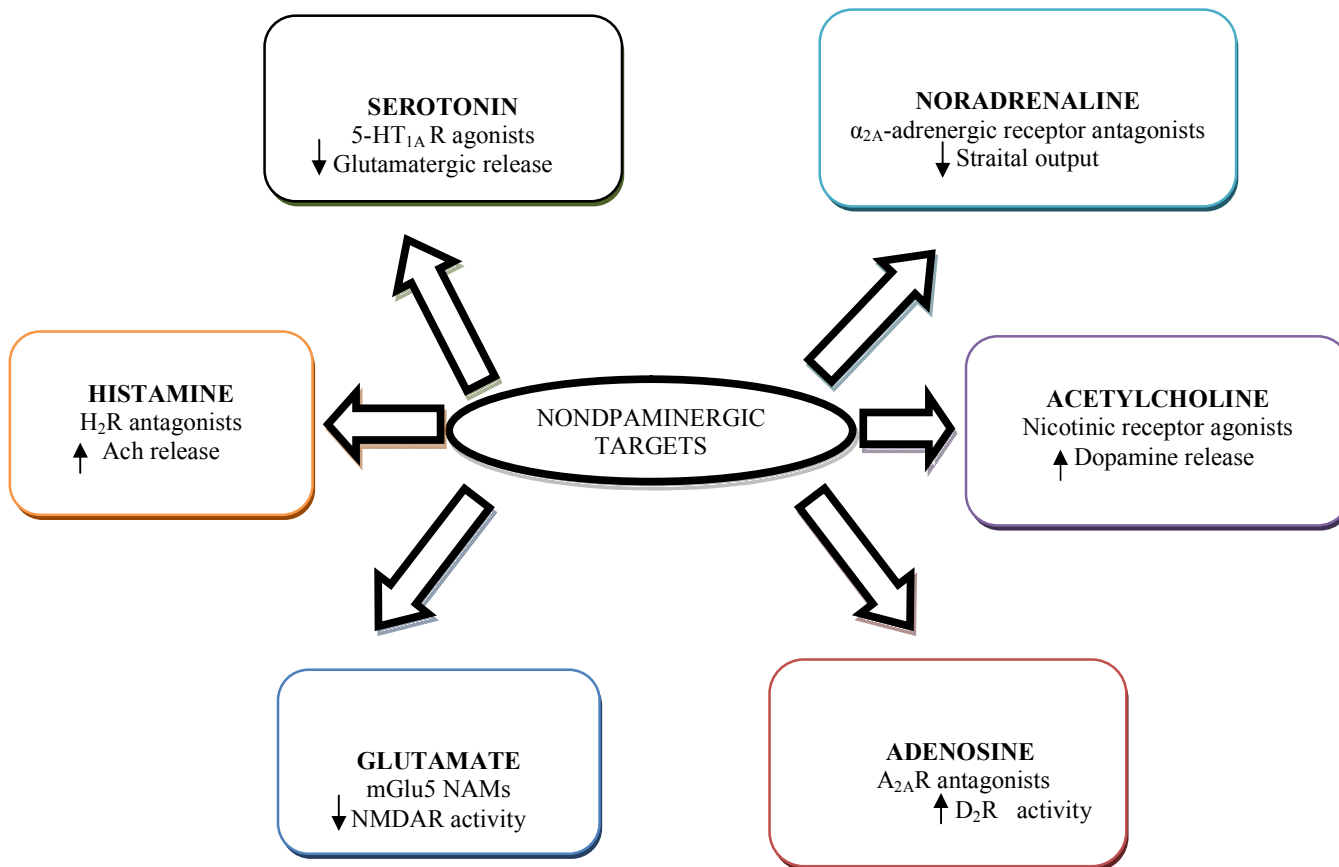 SEROTONIN
5-HT1A R agonists
↓ Glutamatergic release
NORADRENALINE
α2A-adrenergic receptor antagonists
↓ Straital output
HISTAMINE
H2R antagonists
↑ Ach release
NONDPAMINERGIC
TARGETS
ACETYLCHOLINE
Nicotinic receptor agonists
↑ Dopamine release
GLUTAMATE
mGlu5 NAMs
↓ NMDAR activity
ADENOSINE
A2AR antagonists
↑ D2R activity